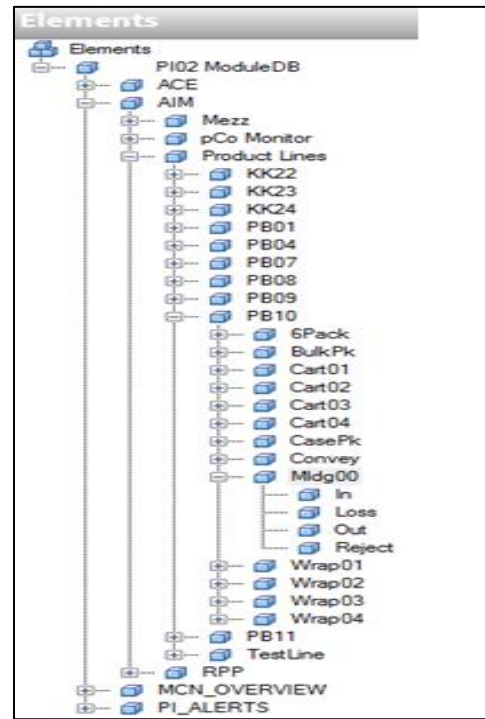 Elements
Elements
PI02 ModuleDB
ACE
AIM
Mezz
pCo Monitor
Product Lines
KK22
KK23
KK24
PB01
PB04
PB07
PB08
PB09
PB10
6Pack
BulkPk
Cart01
Cart02
Cart03
Cart04
CasePk
Convey
Mldg00
In
Loss
Out
Reject
Wrap01
Wrap02
Wrap03
Wrap04
PB11
TestLine
RPP
MCN_OVERVIEW
PI_ALERTS